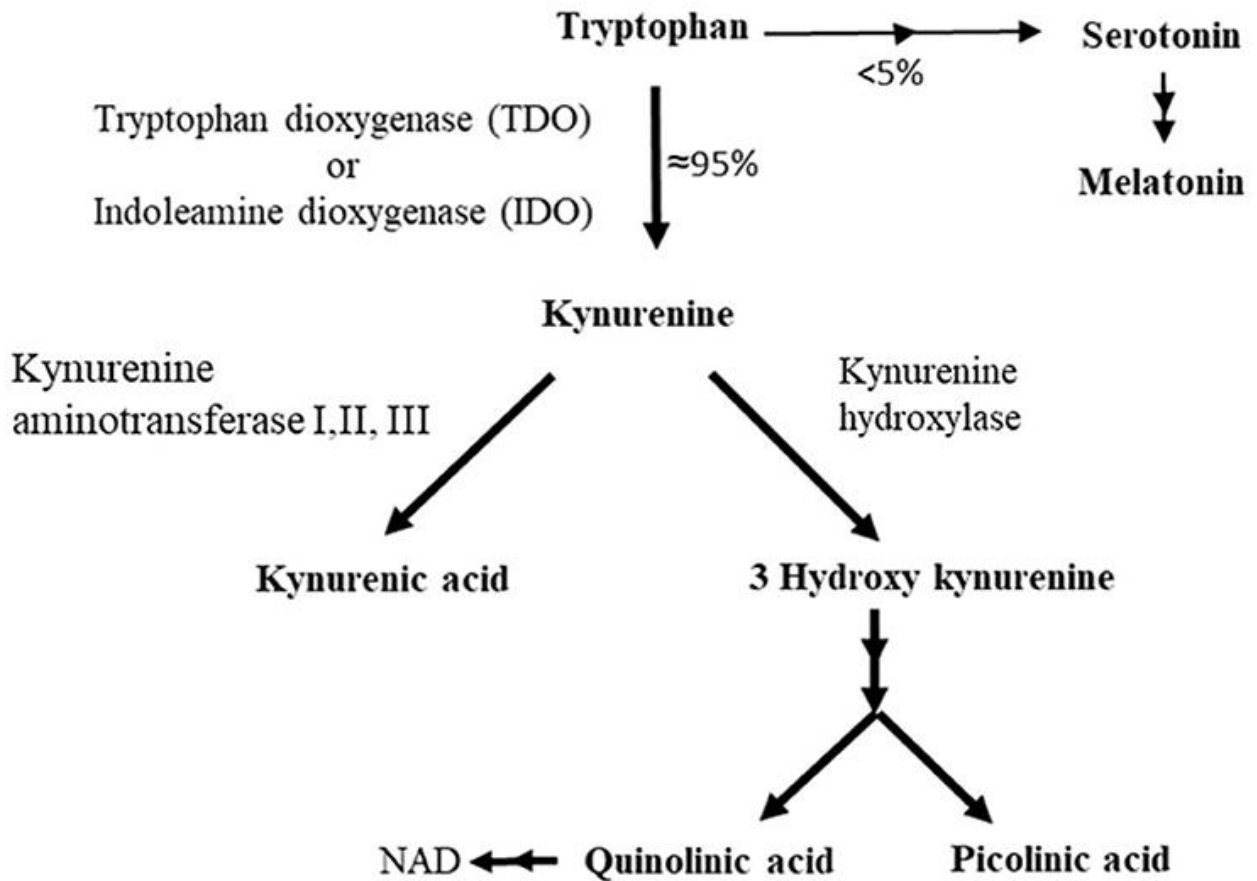 Tryptophan
Serotonin
<5%
Tryptophan dioxygenase (TDO)
or
Indoleamine dioxygenase (IDO)
≈95%
Melatonin
Kynurenine
Kynurenine
aminotransferase I,II, III
Kynurenine
hydroxylase
Kynurenic acid
3 Hydroxy kynurenine
NAD
Quinolinic acid
Picolinic acid